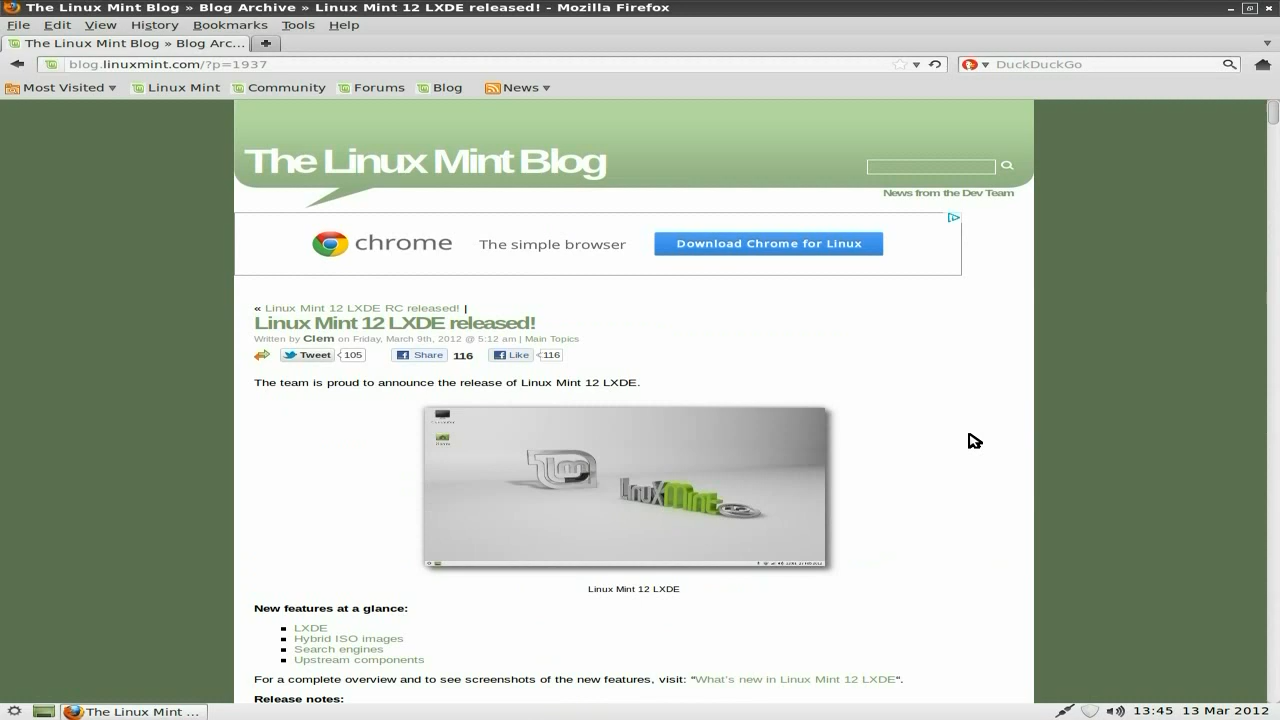 The Linux Mint Blog » Blog Archive » Linux Mint 12 LXDE released! - Mozilla Firefox
File Edit View History Bookmarks Tools Help
The Linux Mint Blog » Blog Arc...
blog.linuxmint.com/?p=1937 DuckDuckGo
Most Visited Linux Mint Community Forums Blog News
The Linux Mint Blog
News from the Dev Team
chrome The simple browser Download Chrome for Linux
« Linux Mint 12 LXDE RC released! |
Linux Mint 12 LXDE released!
Written by Clem on Friday, March 9th, 2012 @ 5:12 am | Main Topics
Tweet 105 Share 116 Like 116
The team is proud to announce the release of Linux Mint 12 LXDE.
LinuxMint
Linux Mint 12 LXDE
New features at a glance:
LXDE
Hybrid ISO images
Search engines
Upstream components
For a complete overview and to see screenshots of the new features, visit: "What's new in Linux Mint 12 LXDE".
Release notes:
The Linux Mint ... 13:45 13 Mar 2012